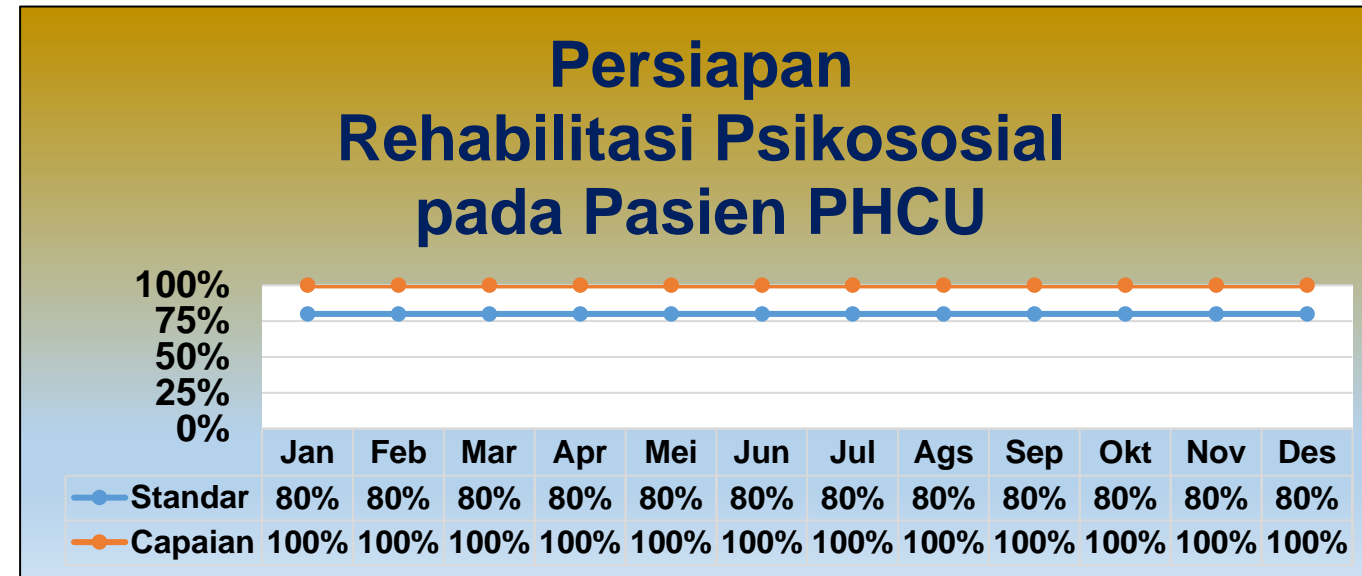 Persiapan
Rehabilitasi Psikososial
pada Pasien PHCU
100%
75%
50%
25%
0%
Jan Feb Mar Apr Mei Jun Jul Ags Sep Okt Nov Des
Standar 80% 80% 80% 80% 80% 80% 80% 80% 80% 80% 80% 80%
Capaian 100% 100% 100% 100% 100% 100% 100% 100% 100% 100% 100% 100%